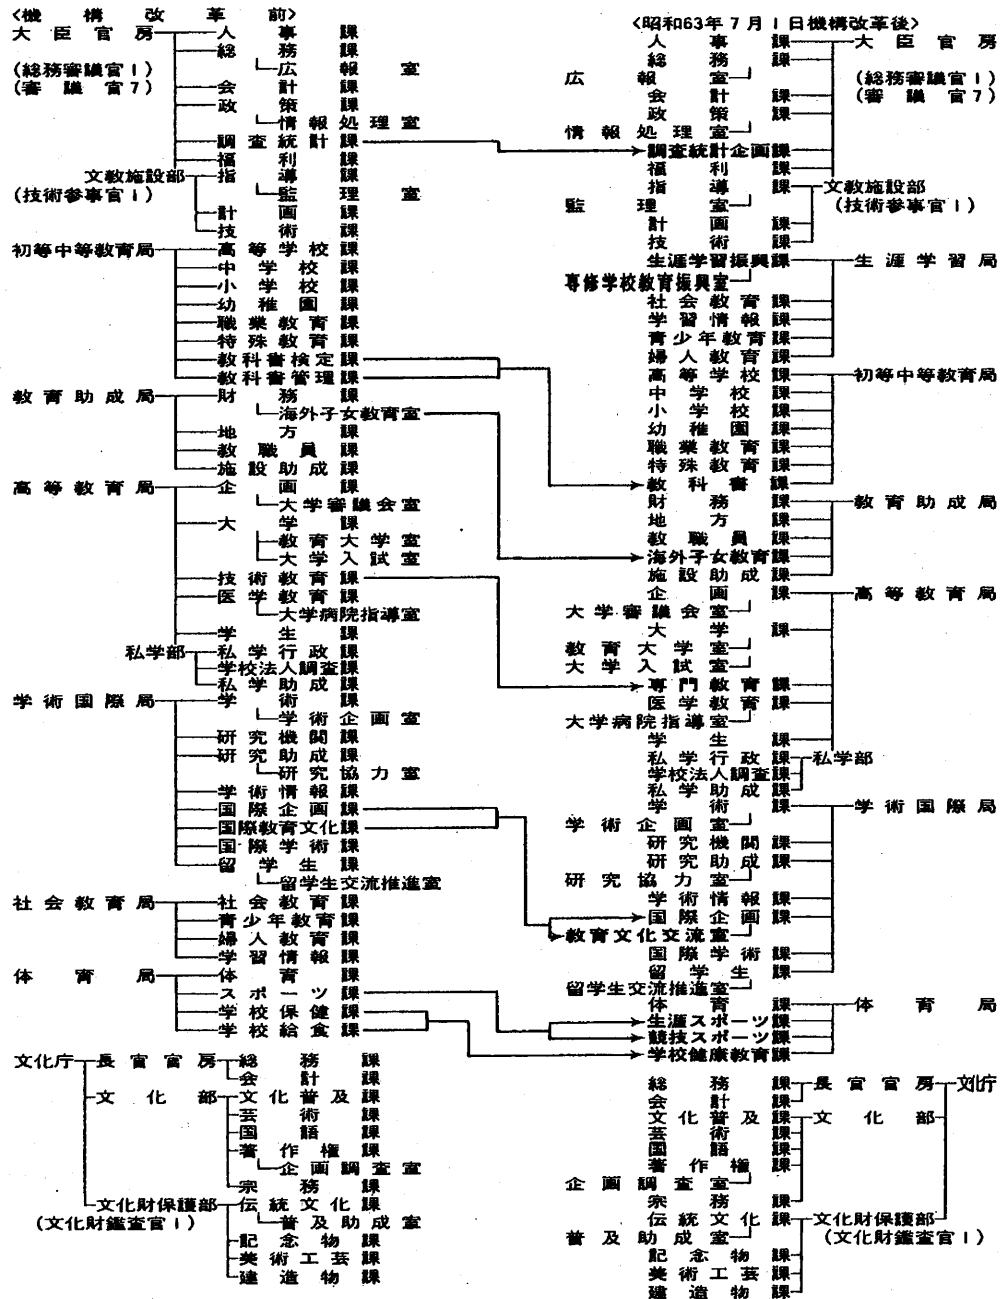 <機構改革前>
大臣官房 人事課
総務課
(総務審議官1) 広報室
(審議官7) 会計課
政策課
情報処理室
調査統計課
福利課
文教施設部 指導課
(技術参事官1) 監理室
計画課
技術課
初等中等教育局 高等学校課
中学校課
小学校課
幼稚園課
職業教育課
特殊教育課
教科書検定課
教科書管理課
教育助成局 財務課
海外子女教育室
地方課
教職員課
施設助成課
高等教育局 企画課
大学審議会室
大学課
教育大学室
大学入試室
技術教育課
医学教育課
大学病院指導室
学生課
私学部 私学行政課
学校法人調査課
私学助成課
学術国際局 学術課
学術企画室
研究機関課
研究助成課
研究協力室
学術情報課
国際企画課
国際教育文化課
国際学術課
留学生課
留学生交流推進室
社会教育局 社会教育課
青少年教育課
婦人教育課
学習情報課
体育局 体育課
スポーツ課
学校保健課
学校給食課
文化庁 長官官房 総務課
会計課
文化部 文化普及課
芸術課
国語課
著作権課
企画調査室
宗務課
文化財保護部 伝統文化課
(文化財鑑査官1) 普及助成室
記念物課
美術工芸課
建造物課
<昭和63年7月1日機構改革後>
人事課 大臣官房
総務課
広報室 (総務審議官1)
会計課 (審議官7)
政策課
情報処理室
調査統計企画課
福利課
指導課 文教施設部
監理室 (技術参事官1)
計画課
技術課
生涯学習振興課 生涯学習局
専修学校教育振興室
社会教育課
学習情報課
青少年教育課
婦人教育課
高等学校課 初等中等教育局
中学校課
小学校課
幼稚園課
職業教育課
特殊教育課
教科書課
財務課 教育助成局
地方課
教職員課
海外子女教育課
施設助成課
企画課 高等教育局
大学審議会室
大学課
教育大学室
大学入試室
専門教育課
医学教育課
大学病院指導室
学生課
私学行政課 私学部
学校法人調査課
私学助成課
学術課 学術国際局
学術企画室
研究機関課
研究助成課
研究協力室
学術情報課
国際企画課
教育文化交流室
国際学術課
留学生課
留学生交流推進室
体育課 体育局
生涯スポーツ課
競技スポーツ課
学校健康教育課
総務課 長官官房 文化庁
会計課
文化普及課 文化部
芸術課
国語課
著作権課
企画調査室
宗務課
伝統文化課 文化財保護部
普及助成室 (文化財鑑査官1)
記念物課
美術工芸課
建造物課